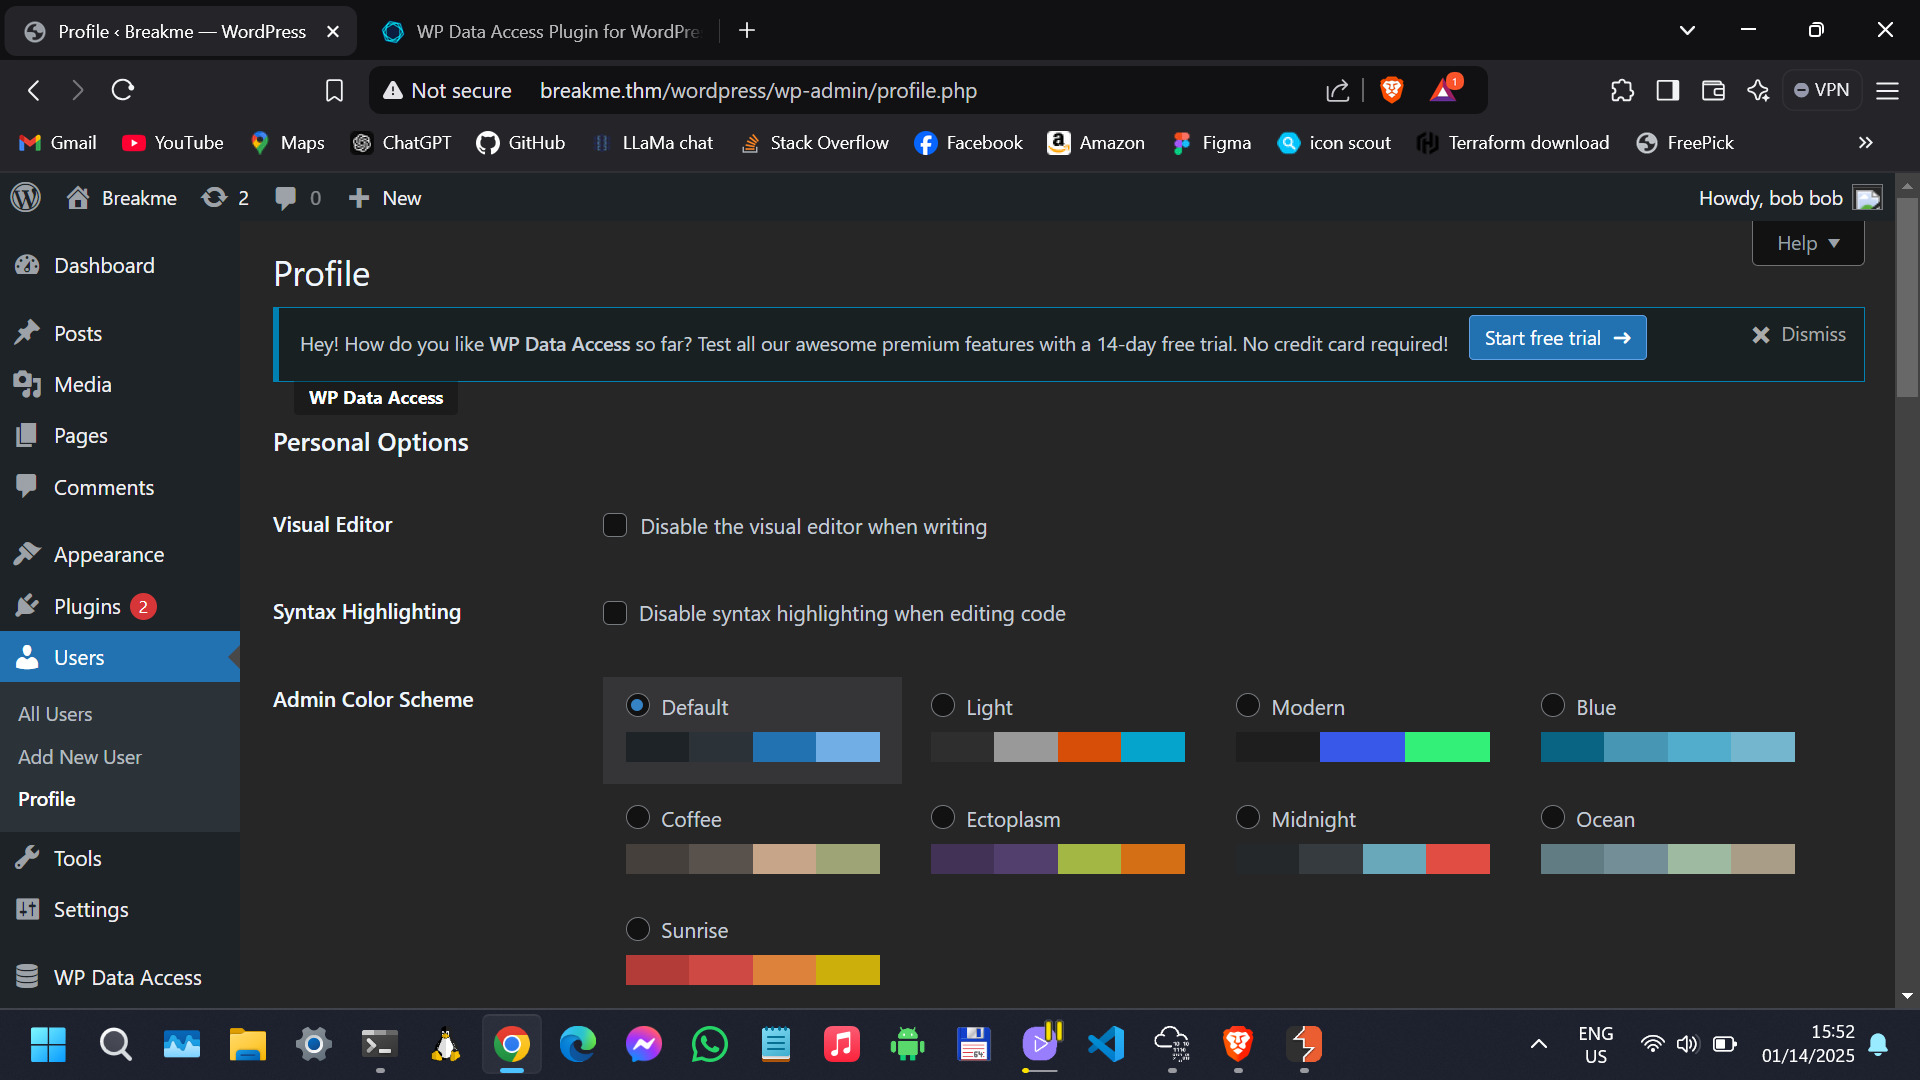 Profile ‹ Breakme — WordPress
WP Data Access Plugin for WordPre
Not secure breakme.thm/wordpress/wp-admin/profile.php
1
VPN
Gmail YouTube Maps ChatGPT GitHub LLaMa chat Stack Overflow Facebook Amazon Figma icon scout Terraform download FreePick »
Breakme 2 0 New
Howdy, bob bob
Help
Dashboard
Posts
Media
Pages
Comments
Appearance
Plugins 2
Users
All Users
Add New User
Profile
Tools
Settings
WP Data Access
Profile
Hey! How do you like WP Data Access so far? Test all our awesome premium features with a 14-day free trial. No credit card required! Start free trial → Dismiss
WP Data Access
Personal Options
Visual Editor Disable the visual editor when writing
Syntax Highlighting Disable syntax highlighting when editing code
Admin Color Scheme
Default Light Modern Blue
Coffee Ectoplasm Midnight Ocean
Sunrise
ENG
US
15:52
01/14/2025